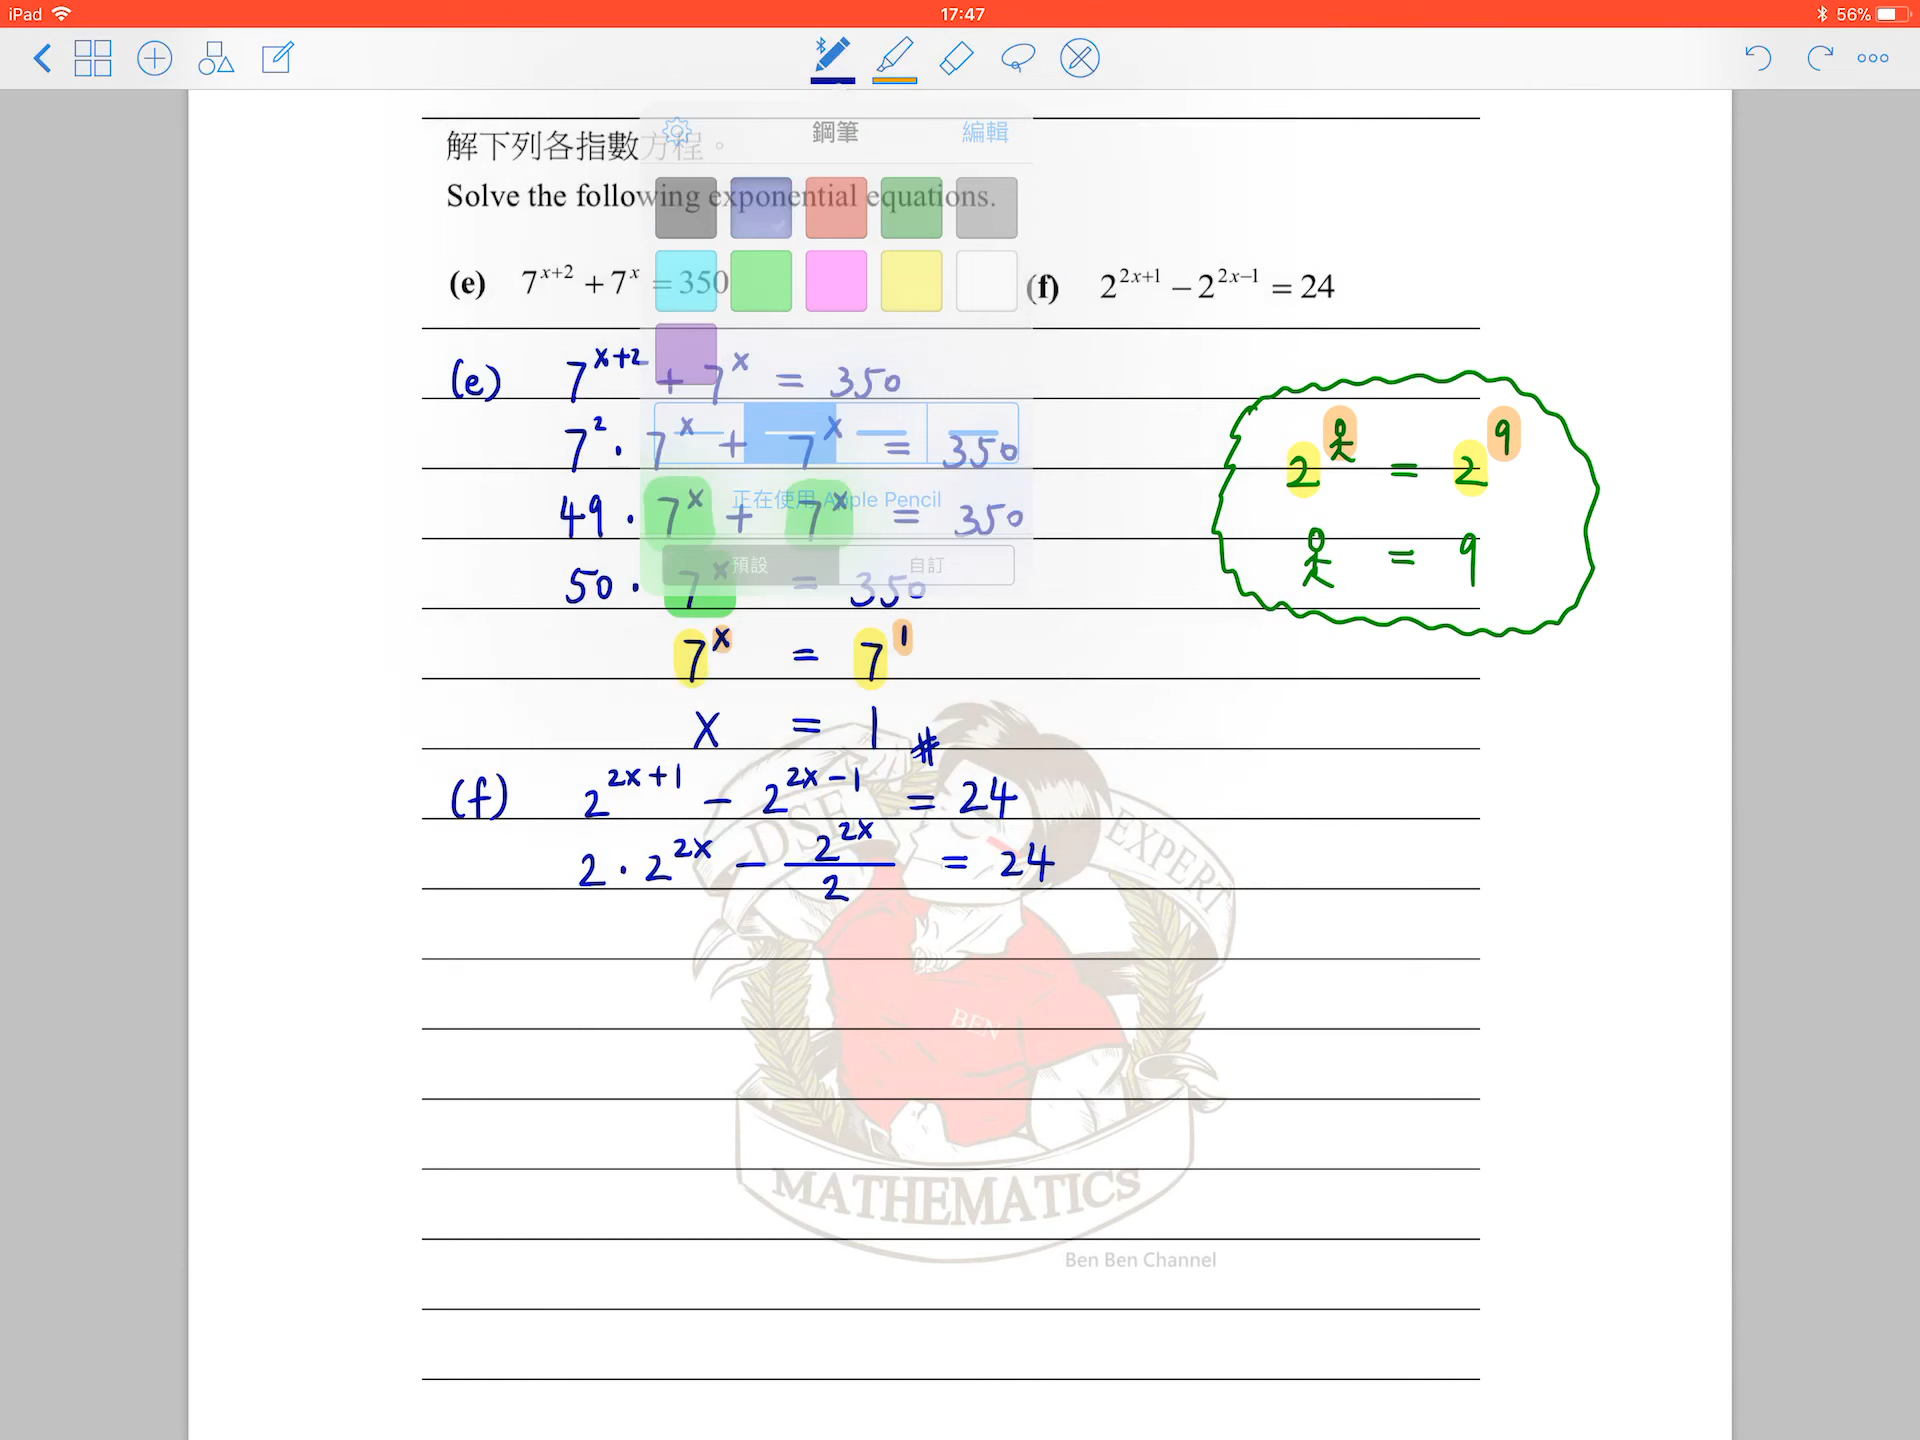 iPad 17:47 56%
鋼筆 編輯
解下列各指數方程。
Solve the following exponential equations.
(e) 7^{x+2} + 7^x = 350 (f) 2^{2x+1} − 2^{2x−1} = 24
(e) 7^{x+2} + 7^x = 350
7^2 · 7^x + 7^x = 350
正在使用 Apple Pencil
49 · 7^x + 7^x = 350
預設 自訂
50 · 7^x = 350
7^x = 7^1
x = 1 #
(f) 2^{2x+1} − 2^{2x−1} = 24
2 · 2^{2x} − \frac{2^{2x}}{2} = 24
= 2^9
= 9
DSE EXPERT
BEN
MATHEMATICS
Ben Ben Channel